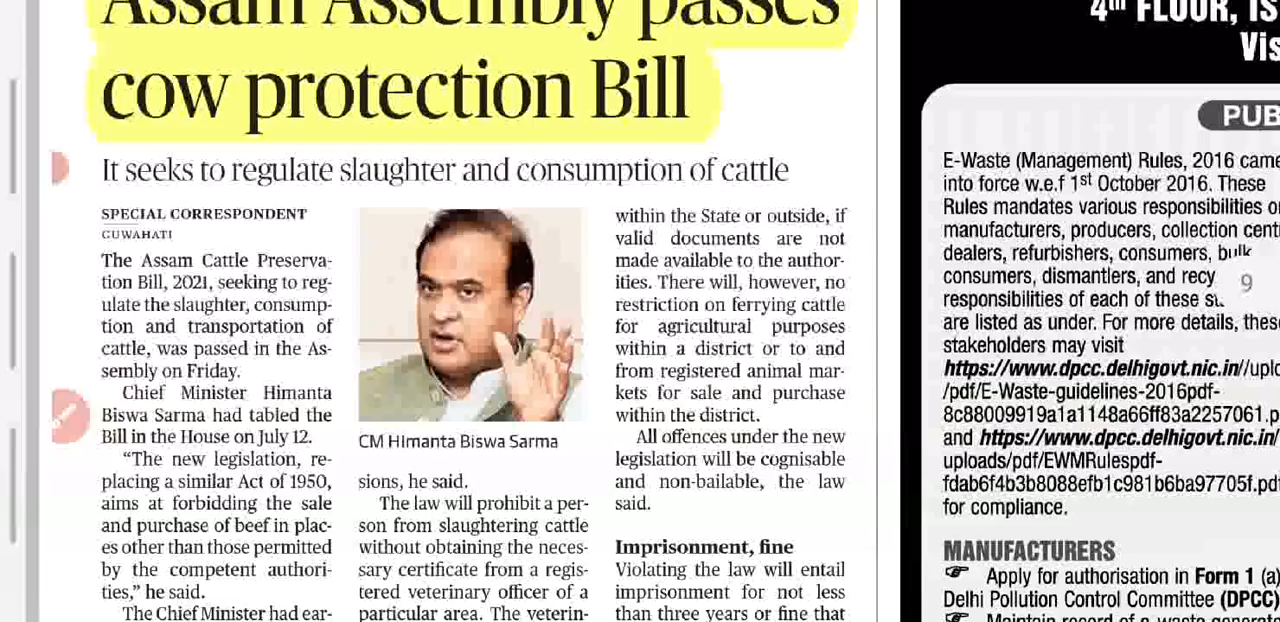 Assam Assembly passes
cow protection Bill
It seeks to regulate slaughter and consumption of cattle
SPECIAL CORRESPONDENT
GUWAHATI
The Assam Cattle Preserva-
tion Bill, 2021, seeking to reg-
ulate the slaughter, consump-
tion and transportation of
cattle, was passed in the As-
sembly on Friday.
Chief Minister Himanta
Biswa Sarma had tabled the
Bill in the House on July 12.
“The new legislation, re-
placing a similar Act of 1950,
aims at forbidding the sale
and purchase of beef in plac-
es other than those permitted
by the competent authori-
ties,” he said.
The Chief Minister had ear-
CM HImanta Biswa Sarma
sions, he said.
The law will prohibit a per-
son from slaughtering cattle
without obtaining the neces-
sary certificate from a regis-
tered veterinary officer of a
particular area. The veterin-
within the State or outside, if
valid documents are not
made available to the author-
ities. There will, however, no
restriction on ferrying cattle
for agricultural purposes
within a district or to and
from registered animal mar-
kets for sale and purchase
within the district.
All offences under the new
legislation will be cognisable
and non-bailable, the law
said.
Imprisonment, fine
Violating the law will entail
imprisonment for not less
than three years or fine that
4th FLOOR, IS
Vis
PUB
E-Waste (Management) Rules, 2016 came
into force w.e.f 1st October 2016. These
Rules mandates various responsibilities o
manufacturers, producers, collection cent
dealers, refurbishers, consumers, bulk
consumers, dismantlers, and recy
9
responsibilities of each of these
are listed as under. For more details, these
stakeholders may visit
https://www.dpcc.delhigovt.nic.in//uplo
/pdf/E-Waste-guidelines-2016pdf-
8c88009919a1a1148a66ff83a2257061.p
and https://www.dpcc.delhigovt.nic.in/
uploads/pdf/EWMRulespdf-
fdab6f4b3b8088efb1c981b6ba97705f.pdf
for compliance.
MANUFACTURERS
Apply for authorisation in Form 1 (a)
Delhi Pollution Control Committee (DPCC)
Maintain record of e-waste generate